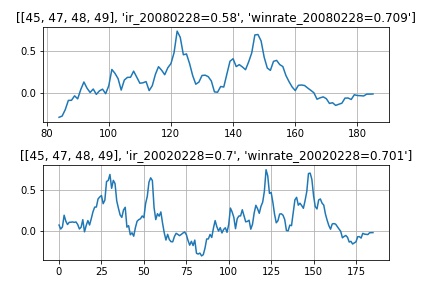 [[45, 47, 48, 49], 'ir_20080228=0.58', 'winrate_20080228=0.709']
0.5
0.0
80 100 120 140 160 180
[[45, 47, 48, 49], 'ir_20020228=0.7', 'winrate_20020228=0.701']
0.5
0.0
0 25 50 75 100 125 150 175